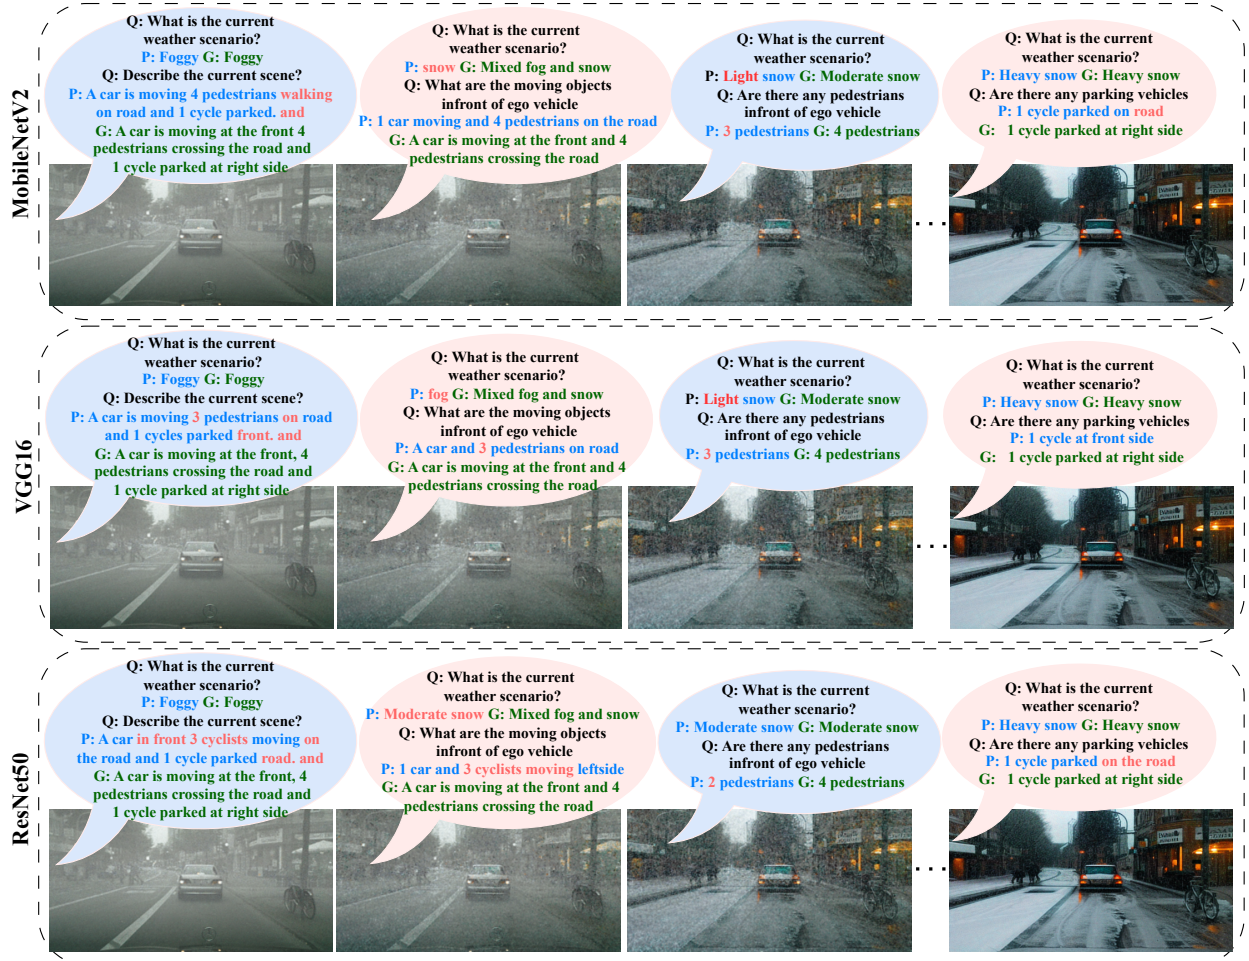 MobileNetV2
Q: What is the current
weather scenario?
P: Foggy G: Foggy
Q: Describe the current scene?
P: A car is moving 4 pedestrians walking
on road and 1 cycle parked. and
G: A car is moving at the front 4
pedestrians crossing the road and
1 cycle parked at right side
Q: What is the current
weather scenario?
P: snow G: Mixed fog and snow
Q: What are the moving objects
infront of ego vehicle
P: 1 car moving and 4 pedestrians on the road
G: A car is moving at the front and 4
pedestrians crossing the road
Q: What is the current
weather scenario?
P: Light snow G: Moderate snow
Q: Are there any pedestrians
infront of ego vehicle
P: 3 pedestrians G: 4 pedestrians
...
Q: What is the current
weather scenario?
P: Heavy snow G: Heavy snow
Q: Are there any parking vehicles
P: 1 cycle parked on road
G: 1 cycle parked at right side
VGG16
Q: What is the current
weather scenario?
P: Foggy G: Foggy
Q: Describe the current scene?
P: A car is moving 3 pedestrians on road
and 1 cycles parked front. and
G: A car is moving at the front, 4
pedestrians crossing the road and
1 cycle parked at right side
Q: What is the current
weather scenario?
P: fog G: Mixed fog and snow
Q: What are the moving objects
infront of ego vehicle
P: A car and 3 pedestrians on road
G: A car is moving at the front and 4
pedestrians crossing the road
Q: What is the current
weather scenario?
P: Light snow G: Moderate snow
Q: Are there any pedestrians
infront of ego vehicle
P: 3 pedestrians G: 4 pedestrians
...
Q: What is the current
weather scenario?
P: Heavy snow G: Heavy snow
Q: Are there any parking vehicles
P: 1 cycle at front side
G: 1 cycle parked at right side
ResNet50
Q: What is the current
weather scenario?
P: Foggy G: Foggy
Q: Describe the current scene?
P: A car in front 3 cyclists moving on
the road and 1 cycle parked road. and
G: A car is moving at the front, 4
pedestrians crossing the road and
1 cycle parked at right side
Q: What is the current
weather scenario?
P: Moderate snow G: Mixed fog and snow
Q: What are the moving objects
infront of ego vehicle
P: 1 car and 3 cyclists moving leftside
G: A car is moving at the front and 4
pedestrians crossing the road
Q: What is the current
weather scenario?
P: Moderate snow G: Moderate snow
Q: Are there any pedestrians
infront of ego vehicle
P: 2 pedestrians G: 4 pedestrians
...
Q: What is the current
weather scenario?
P: Heavy snow G: Heavy snow
Q: Are there any parking vehicles
P: 1 cycle parked on the road
G: 1 cycle parked at right side